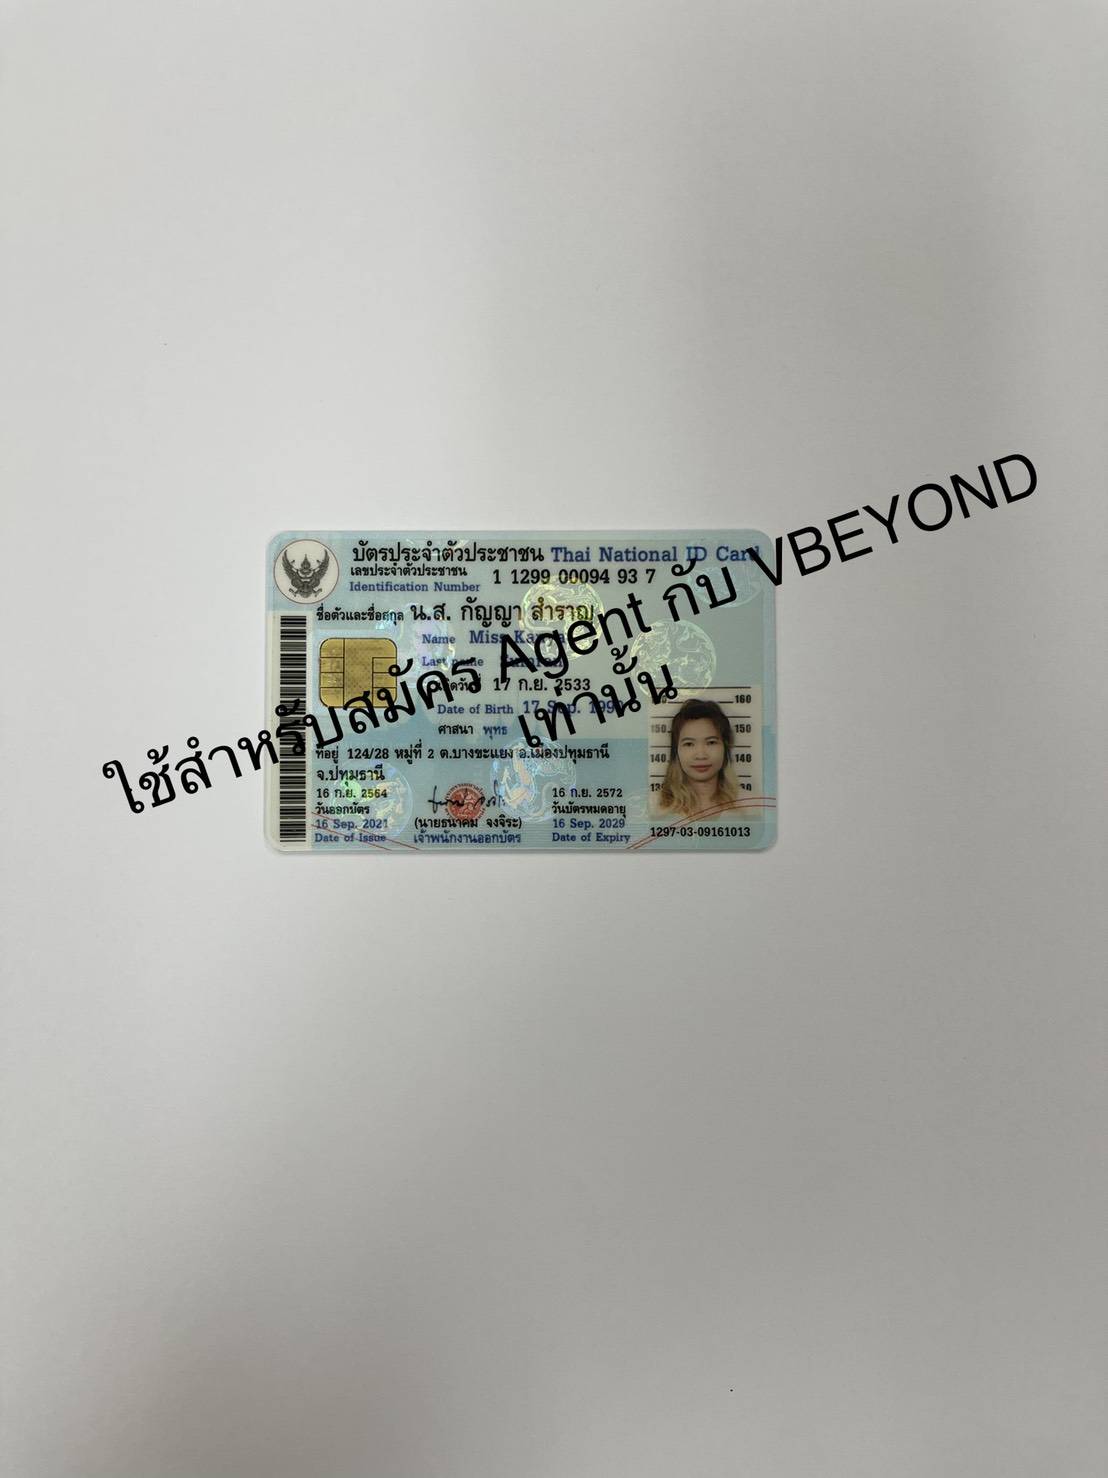 บัตรประจำตัวประชาชน Thai National ID Card
เลขประจำตัวประชาชน 1 1299 00094 93 7
Identification Number
ชื่อตัวและชื่อสกุล น.ส. กัญญา สำราญ
Name Miss
Last name
เกิดวันที่ 17 ก.ย. 2533
Date of Birth 17 Sep. 1990
ศาสนา พุทธ
ที่อยู่ 124/28 หมู่ที่ 2 ต.บางขะแยง อ.เมืองปทุมธานี
จ.ปทุมธานี
16 ก.ย. 2564
วันออกบัตร
16 Sep. 2021
Date of Issue
(นายธนาคม จงจิระ)
เจ้าพนักงานออกบัตร
16 ก.ย. 2572
วันบัตรหมดอายุ
16 Sep. 2029
Date of Expiry
160
150 150
140 140
1297-03-09161013
ใช้สำหรับสมัคร Agent กับ VBEYOND
เท่านั้น